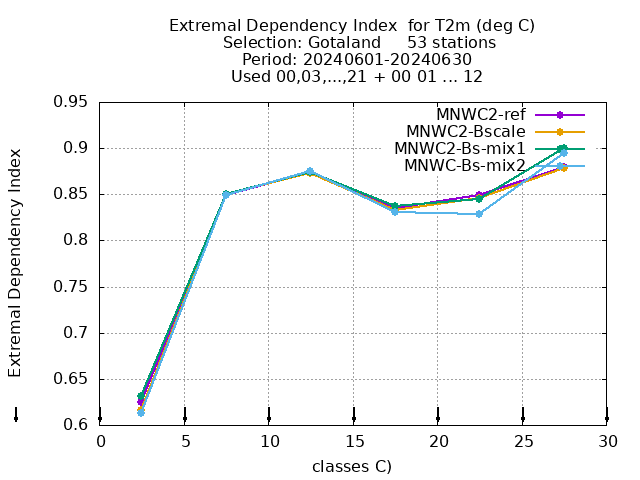 Extremal Dependency Index  for T2m (deg C)
Selection: Gotaland     53 stations
Period: 20240601-20240630
Used 00,03,...,21 + 00 01 ... 12
MNWC2-ref
MNWC2-Bscale
MNWC2-Bs-mix1
MNWC-Bs-mix2
Extremal Dependency Index
0.95
0.9
0.85
0.8
0.75
0.7
0.65
0.6
0 5 10 15 20 25 30
classes C)